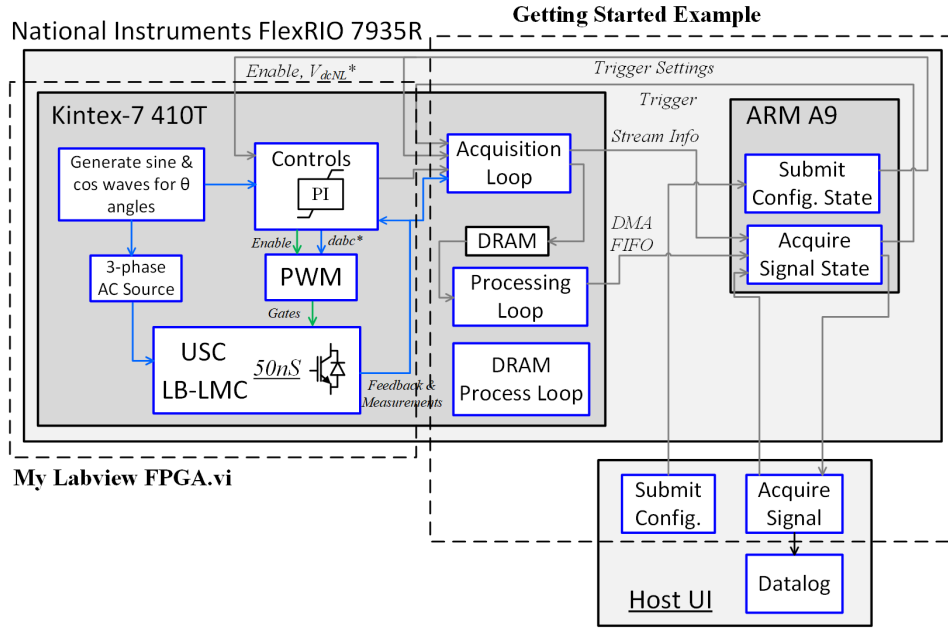 Getting Started Example
National Instruments FlexRIO 7935R
Enable, VdcNL*
Trigger Settings
Trigger
Kintex-7 410T
ARM A9
Generate sine &
cos waves for θ
angles
Controls
PI
Acquisition
Loop
Stream Info
Submit
Config. State
Enable
dabc*
DRAM
DMA
FIFO
Acquire
Signal State
3-phase
AC Source
PWM
Processing
Loop
Gates
USC
LB-LMC
50nS
Feedback &
Measurements
DRAM
Process Loop
My Labview FPGA.vi
Submit
Config.
Acquire
Signal
Datalog
Host UI